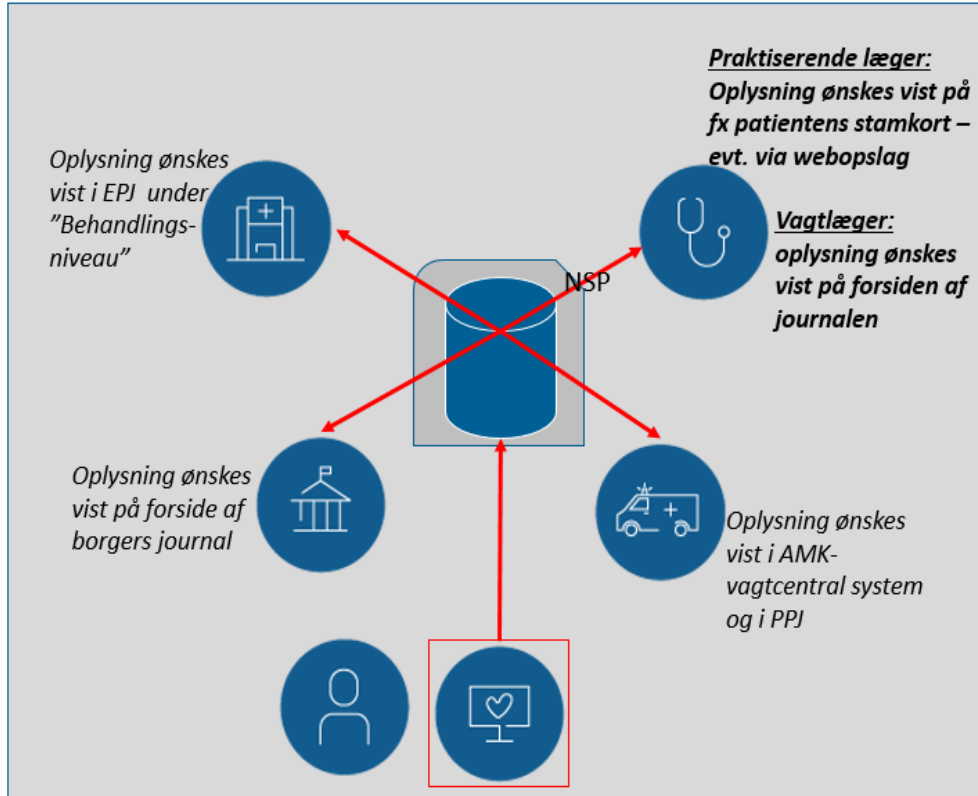 Praktiserende læger:
Oplysning ønskes vist på
fx patientens stamkort –
evt. via webopslag
Oplysning ønskes
vist i EPJ under
”Behandlings-
niveau”
Vagtlæger:
oplysning ønskes
vist på forsiden af
journalen
NSP
Oplysning ønskes
vist på forside af
borgers journal
Oplysning ønskes
vist i AMK-
vagtcentral system
og i PPJ